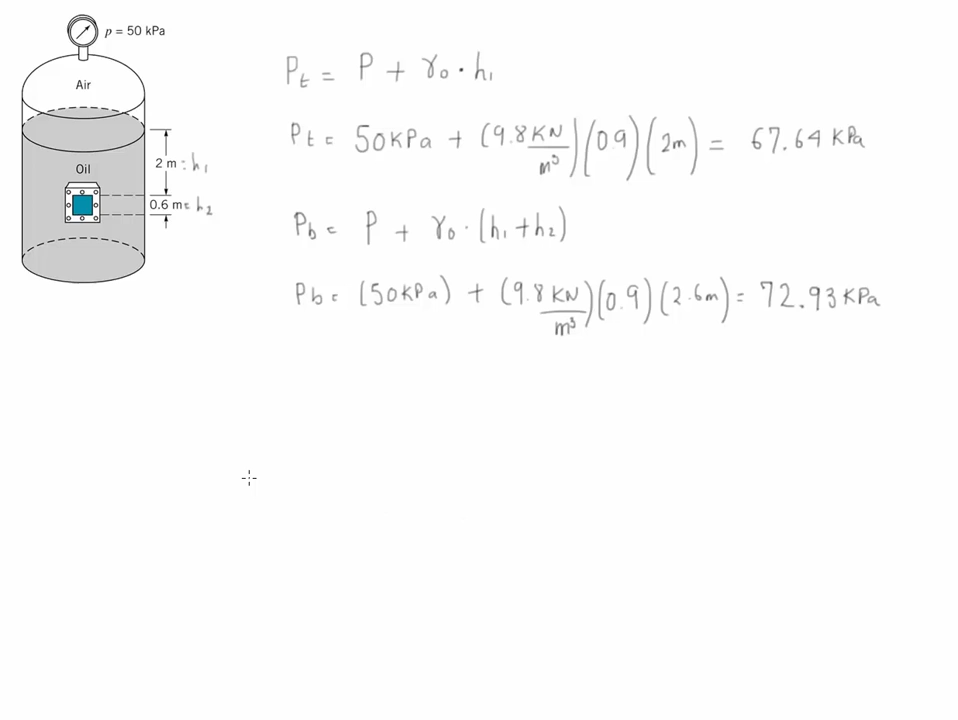 p = 50 kPa
Air
2 m = h₁
Oil
0.6 m = h₂
Pt = P + γo · h₁
Pt = 50KPa + (9.8 KN/m³)(0.9)(2m) = 67.64 KPa
Pb = P + γo · (h₁+h₂)
Pb = (50KPa) + (9.8 KN/m³)(0.9)(2.6m) = 72.93 KPa